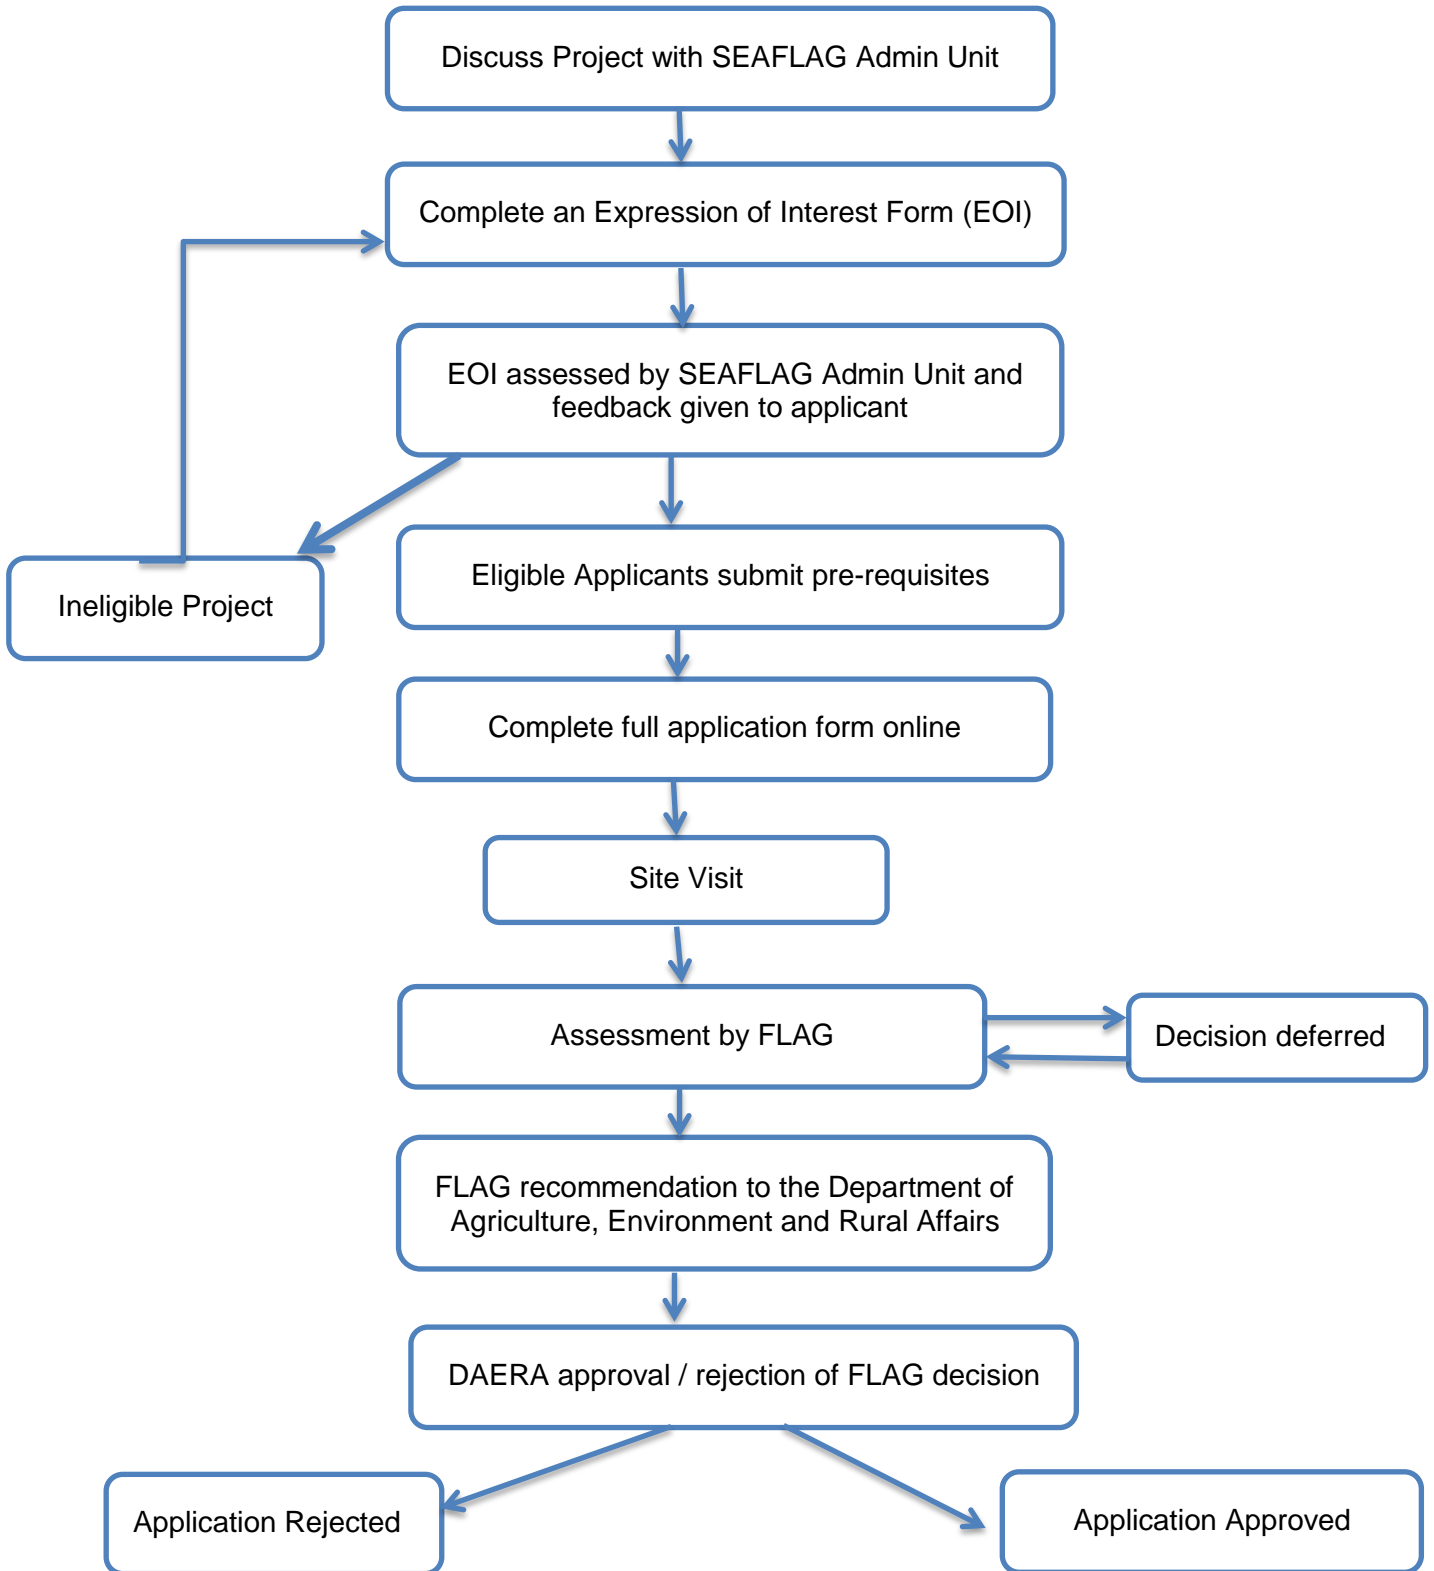 Discuss Project with SEAFLAG Admin Unit
Complete an Expression of Interest Form (EOI)
EOI assessed by SEAFLAG Admin Unit and
feedback given to applicant
Eligible Applicants submit pre-requisites
Ineligible Project
Complete full application form online
Site Visit
Assessment by FLAG
Decision deferred
FLAG recommendation to the Department of
Agriculture, Environment and Rural Affairs
DAERA approval / rejection of FLAG decision
Application Rejected
Application Approved